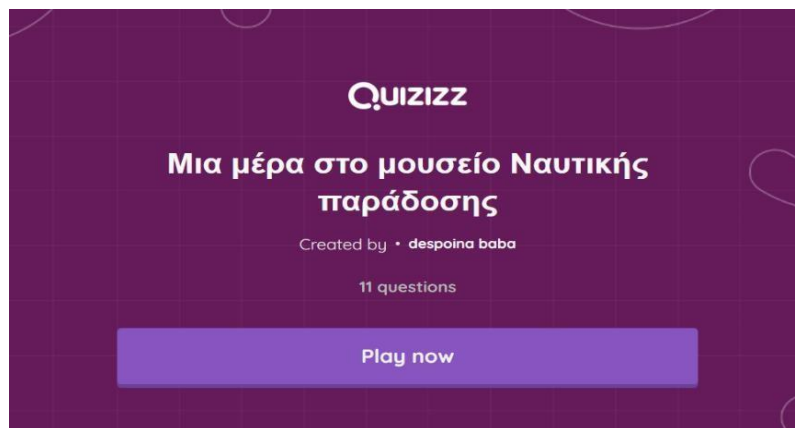 Quizizz
Μια μέρα στο μουσείο Ναυτικής
παράδοσης
Created by • despoina baba
11 questions
Play now